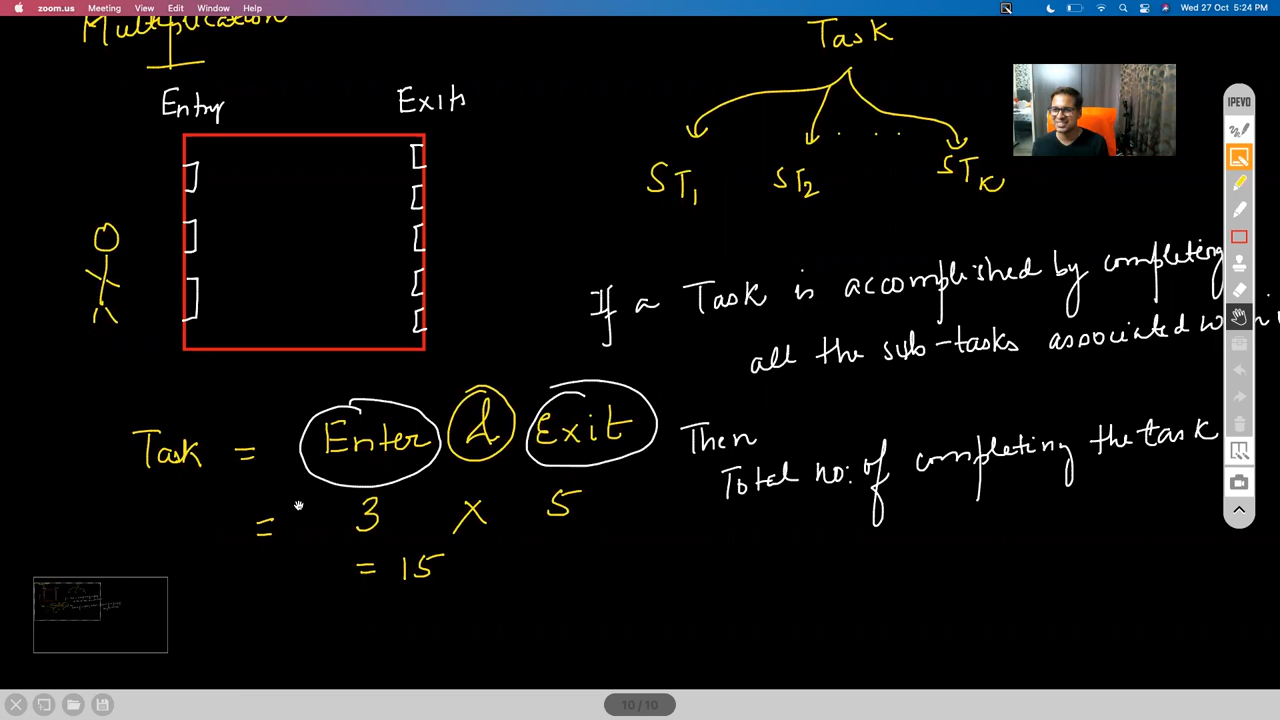 zoom.us Meeting View Edit Window Help Wed 27 Oct 5:24 PM
Multiplication
Task
Entry Exits
IPEVO
ST1 ST2 . . . STK
If a Task is accomplished by completing
all the sub-tasks associated
Task = Enter & Exit
Then
Total no: of completing the task
= 3 X 5
= 15
10 / 10